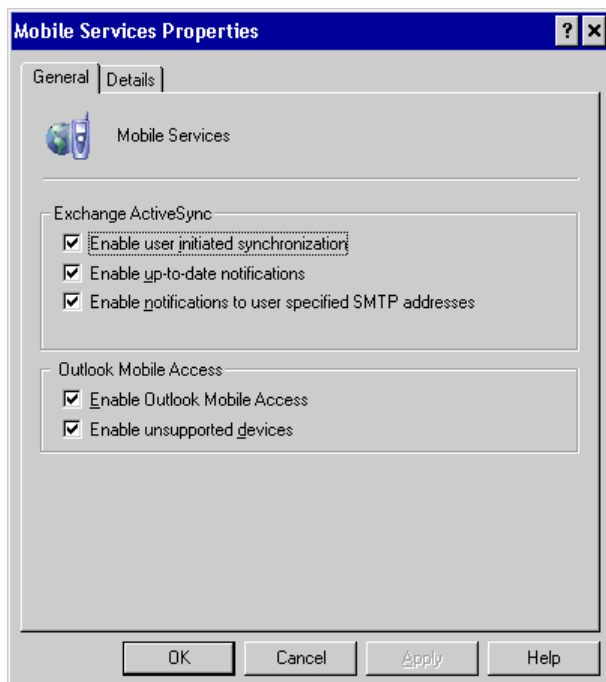 Mobile Services Properties
?
×
General
Details
Mobile Services
Exchange ActiveSync
Enable user initiated synchronization
Enable up-to-date notifications
Enable notifications to user specified SMTP addresses
Outlook Mobile Access
Enable Outlook Mobile Access
Enable unsupported devices
OK
Cancel
Apply
Help